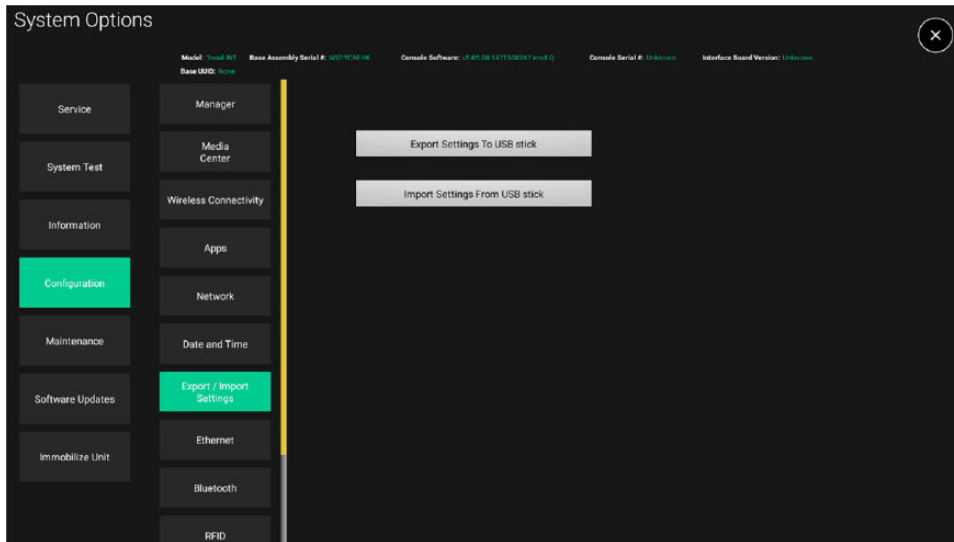 System Options
Model: Tread-INT Base Assembly Serial #: Console Software: Console Serial #: Unknown Interface Board Version: Unknown
Base UUID: None
Service
System Test
Information
Configuration
Maintenance
Software Updates
Immobilize Unit
Manager
Media
Center
Wireless Connectivity
Apps
Network
Date and Time
Export / Import
Settings
Ethernet
Bluetooth
RFID
Export Settings To USB stick
Import Settings From USB stick